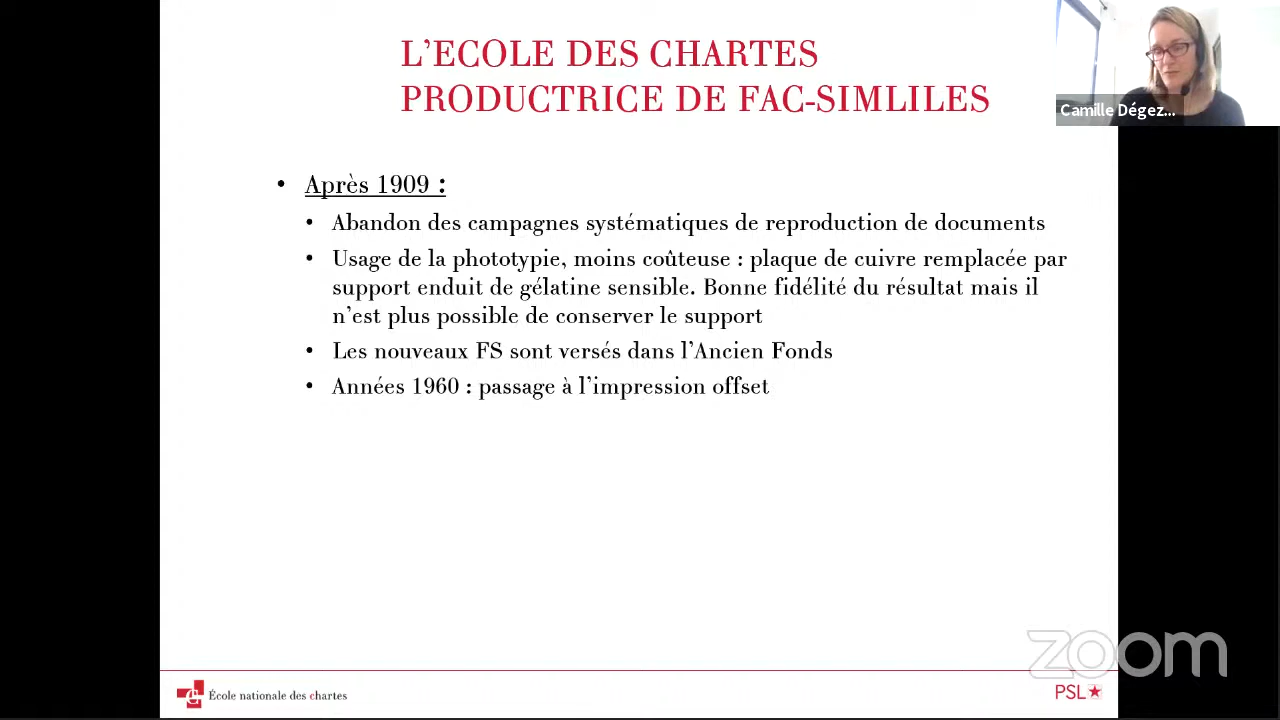 L'ECOLE DES CHARTES
PRODUCTRICE DE FAC-SIMLILES
Camille Dégez...
• Après 1909 :
• Abandon des campagnes systématiques de reproduction de documents
• Usage de la phototypie, moins coûteuse : plaque de cuivre remplacée par
support enduit de gélatine sensible. Bonne fidélité du résultat mais il
n'est plus possible de conserver le support
• Les nouveaux FS sont versés dans l'Ancien Fonds
• Années 1960 : passage à l'impression offset
zoom
École nationale des chartes
PSL★